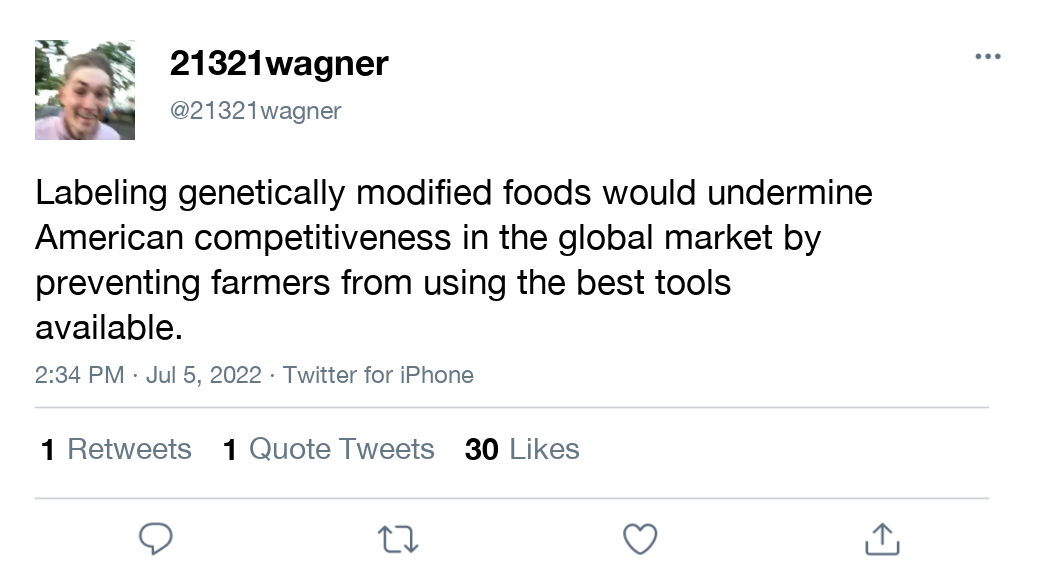 21321wagner
@21321wagner
Labeling genetically modified foods would undermine
American competitiveness in the global market by
preventing farmers from using the best tools
available.
2:34 PM · Jul 5, 2022 · Twitter for iPhone
1 Retweets 1 Quote Tweets 30 Likes